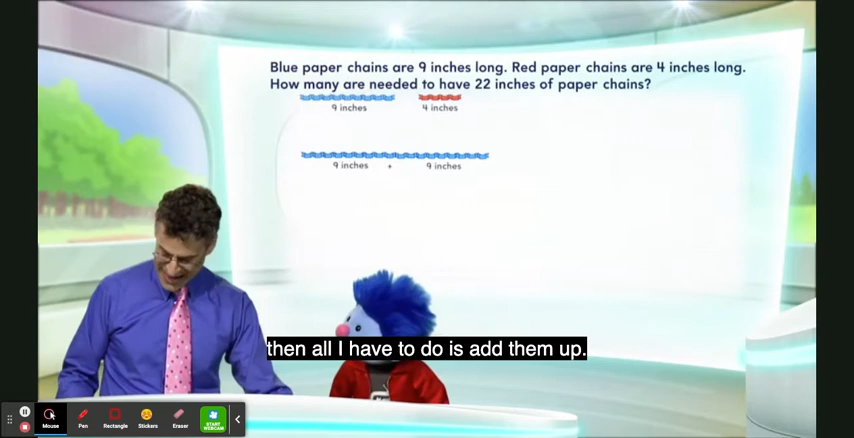 Blue paper chains are 9 inches long. Red paper chains are 4 inches long.
How many are needed to have 22 inches of paper chains?
9 inches 4 inches
9 inches + 9 inches
then all I have to do is add them up.
Mouse Pen Rectangle Stickers Eraser START WEBCAM